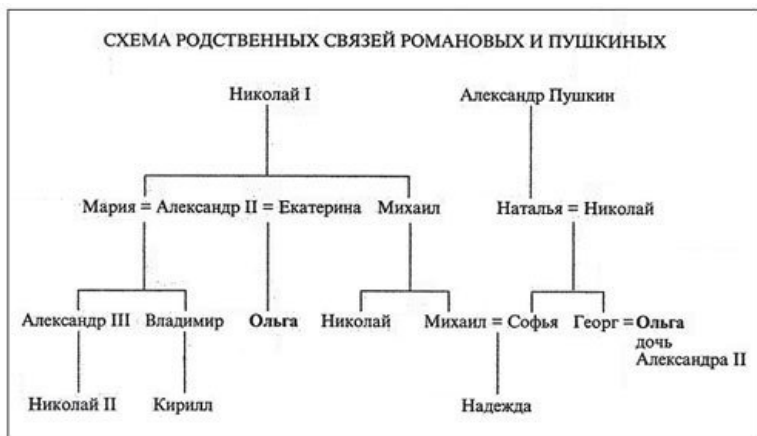 СХЕМА РОДСТВЕННЫХ СВЯЗЕЙ РОМАНОВЫХ И ПУШКИНЫХ
Николай I Александр Пушкин
Мария = Александр II = Екатерина Михаил Наталья = Николай
Александр III Владимир Ольга Николай Михаил = Софья Георг = Ольга
дочь
Александра II
Николай II Кирилл Надежда